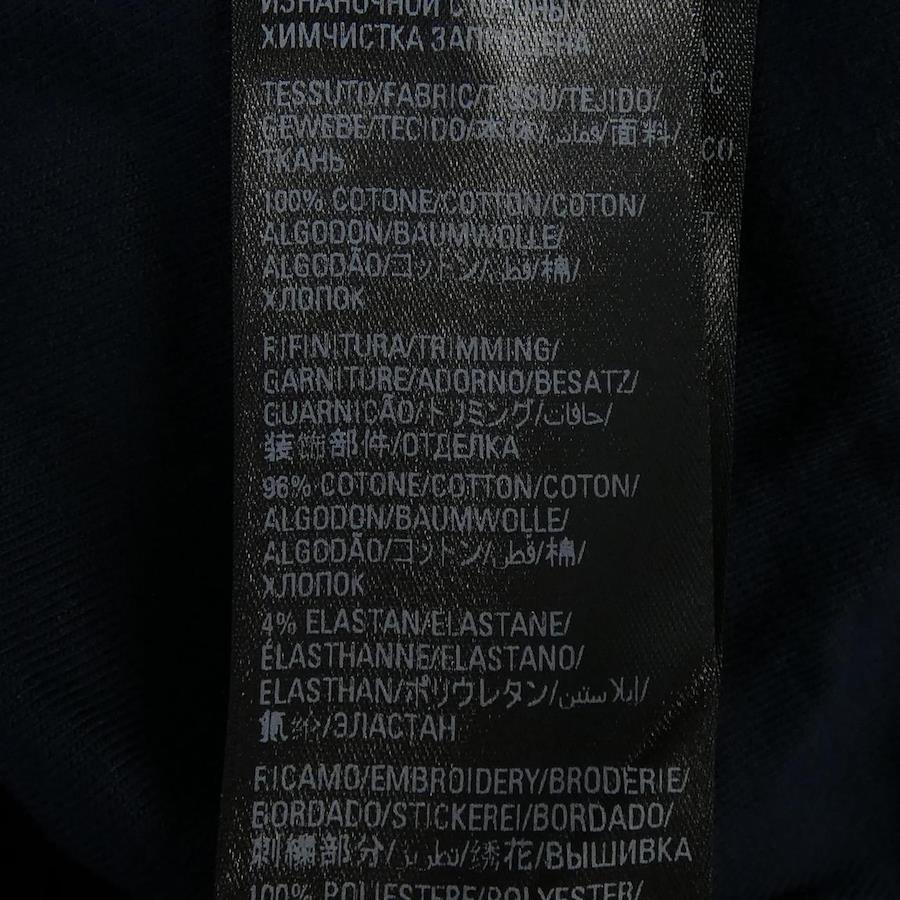 ИЗНАНОЧНОЙ СТОРОНЫ/
ХИМЧИСТКА ЗАПРЕЩЕНА
TESSUTO/FABRIC/TISSU/TEJIDO/
GEWEBE/TECIDO/本体/قماش/面料/
ТКАНЬ
100% COTONE/COTTON/COTON/
ALGODON/BAUMWOLLE/
ALGODÃO/コットン/قطن/棉/
ХЛОПОК
RIFINITURA/TRIMMING/
GARNITURE/ADORNO/BESATZ/
GUARNICÃO/トリミング/حافات/
装饰部件/ОТДЕЛКА
96% COTONE/COTTON/COTON/
ALGODON/BAUMWOLLE/
ALGODÃO/コットン/قطن/棉/
ХЛОПОК
4% ELASTAN/ELASTANE/
ÉLASTHANNE/ELASTANO/
ELASTHAN/ポリウレタン/إيلاستين/
氨纶/ЭЛАСТАН
RICAMO/EMBROIDERY/BRODERIE/
BORDADO/STICKEREI/BORDADO/
刺繍部分/تطريز/绣花/ВЫШИВКА
100% POLIESTERE/POLYESTER/